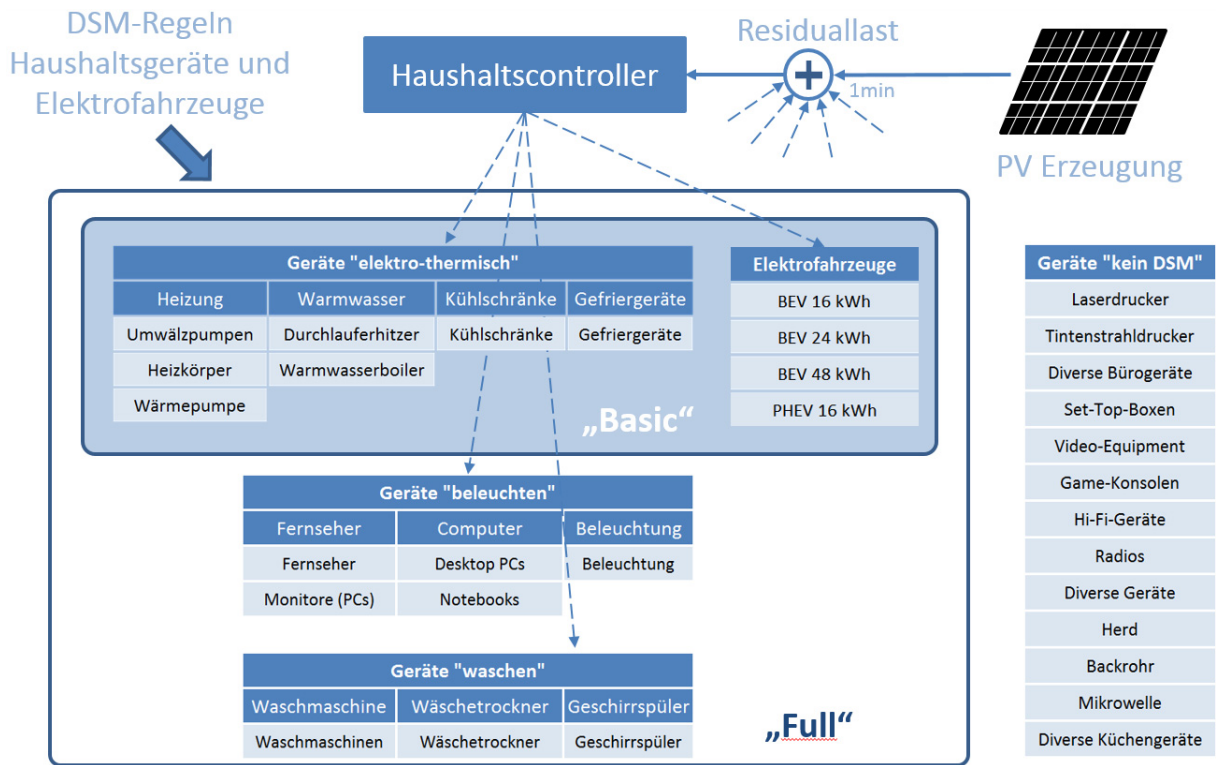 DSM-Regeln
Haushaltsgeräte und
Elektrofahrzeuge
Haushaltscontroller
Residuallast
+
1min
PV Erzeugung
Geräte "elektro-thermisch"
Heizung Warmwasser Kühlschränke Gefriergeräte
Umwälzpumpen Durchlauferhitzer Kühlschränke Gefriergeräte
Heizkörper Warmwasserboiler
Wärmepumpe
Elektrofahrzeuge
BEV 16 kWh
BEV 24 kWh
BEV 48 kWh
PHEV 16 kWh
„Basic“
Geräte "beleuchten"
Fernseher Computer Beleuchtung
Fernseher Desktop PCs Beleuchtung
Monitore (PCs) Notebooks
Geräte "waschen"
Waschmaschine Wäschetrockner Geschirrspüler
Waschmaschinen Wäschetrockner Geschirrspüler
„Full“
Geräte "kein DSM"
Laserdrucker
Tintenstrahldrucker
Diverse Bürogeräte
Set-Top-Boxen
Video-Equipment
Game-Konsolen
Hi-Fi-Geräte
Radios
Diverse Geräte
Herd
Backrohr
Mikrowelle
Diverse Küchengeräte